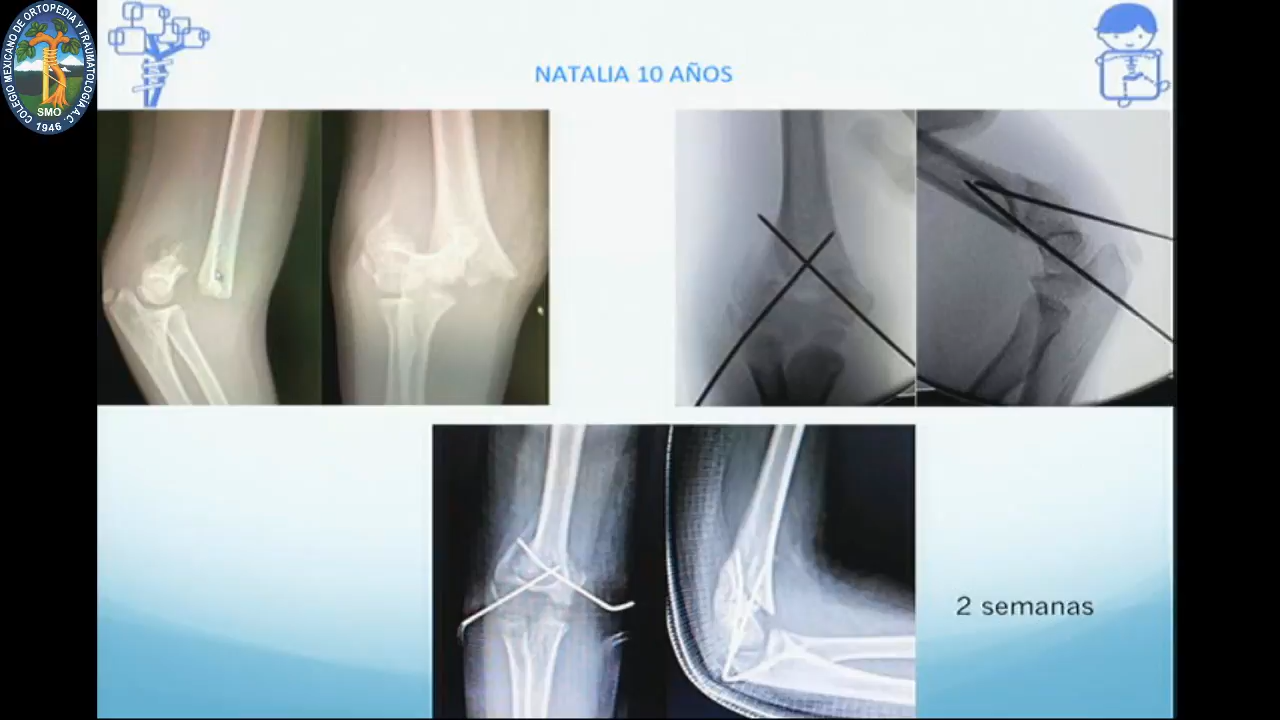 COLEGIO MEXICANO DE ORTOPEDIA Y TRAUMATOLOGIA A.C.
SMO
1946
NATALIA 10 AÑOS
2 semanas